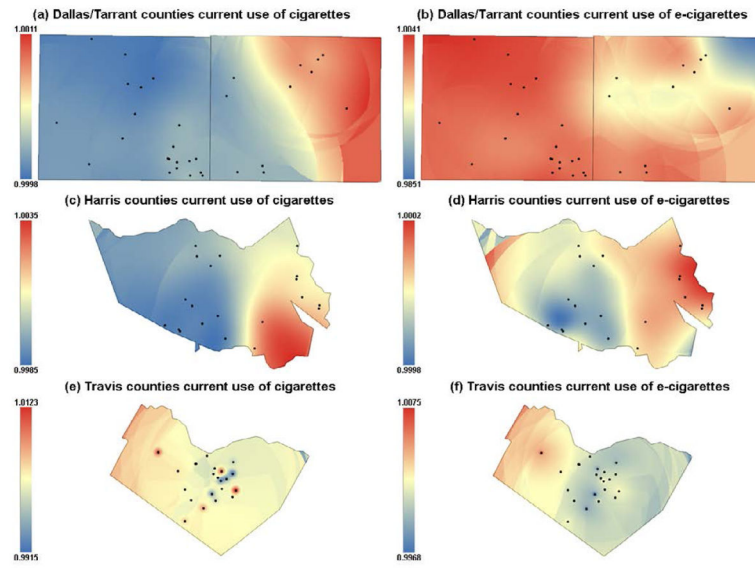 (a) Dallas/Tarrant counties current use of cigarettes
(b) Dallas/Tarrant counties current use of e-cigarettes
1.0011
0.9998
1.0041
0.9851
(c) Harris counties current use of cigarettes
(d) Harris counties current use of e-cigarettes
1.0035
0.9985
1.0002
0.9998
(e) Travis counties current use of cigarettes
(f) Travis counties current use of e-cigarettes
1.0123
0.9915
1.0075
0.9968